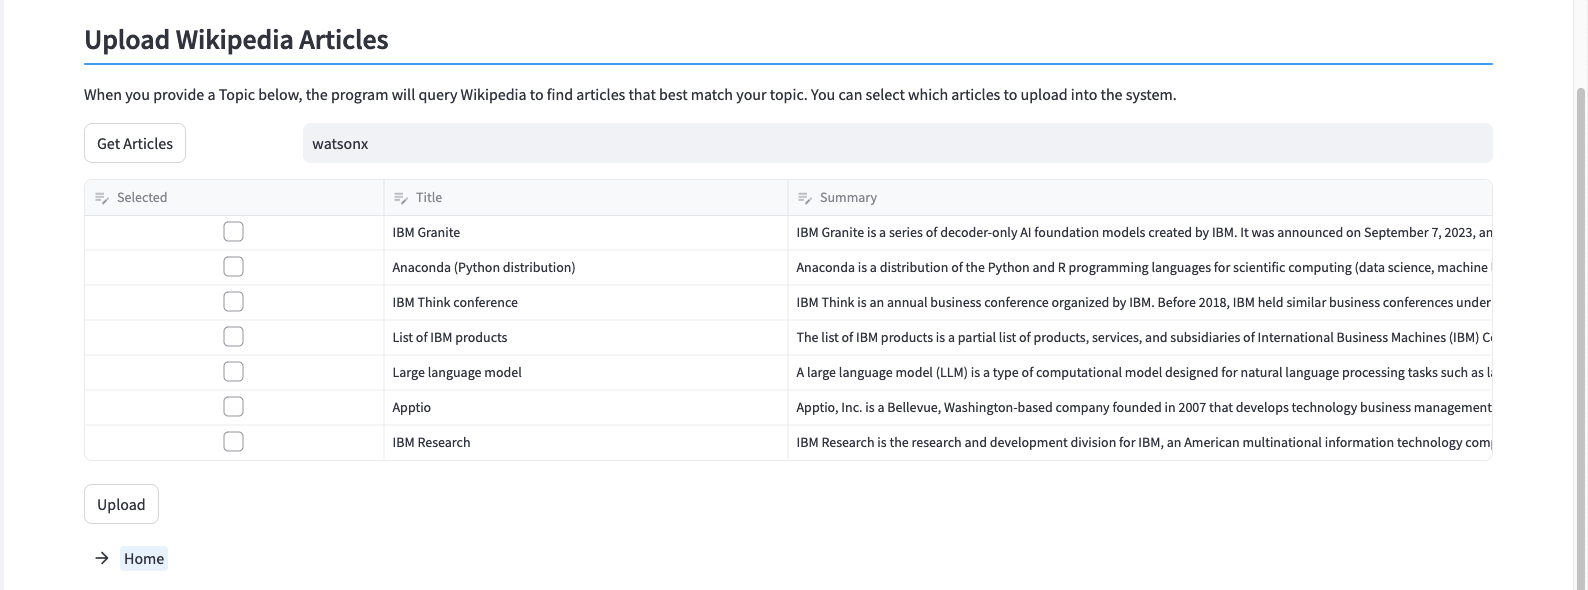 Upload Wikipedia Articles
When you provide a Topic below, the program will query Wikipedia to find articles that best match your topic. You can select which articles to upload into the system.
Get Articles watsonx
Selected Title Summary
IBM Granite IBM Granite is a series of decoder-only AI foundation models created by IBM. It was announced on September 7, 2023, an
Anaconda (Python distribution) Anaconda is a distribution of the Python and R programming languages for scientific computing (data science, machine
IBM Think conference IBM Think is an annual business conference organized by IBM. Before 2018, IBM held similar business conferences under
List of IBM products The list of IBM products is a partial list of products, services, and subsidiaries of International Business Machines (IBM) C
Large language model A large language model (LLM) is a type of computational model designed for natural language processing tasks such as l
Apptio Apptio, Inc. is a Bellevue, Washington-based company founded in 2007 that develops technology business management
IBM Research IBM Research is the research and development division for IBM, an American multinational information technology com
Upload
→ Home